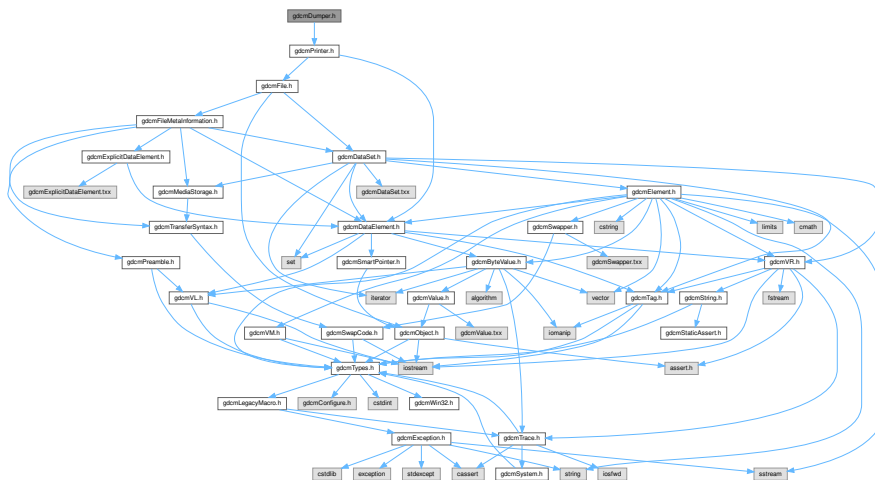 gdcmDumper.h
gdcmPrinter.h
gdcmFile.h
gdcmFileMetaInformation.h
gdcmExplicitDataElement.h
gdcmDataSet.h
gdcmExplicitDataElement.txx
gdcmMediaStorage.h
gdcmDataSet.txx
gdcmElement.h
gdcmTransferSyntax.h
gdcmDataElement.h
gdcmSwapper.h
cstring
limits
cmath
gdcmPreamble.h
set
gdcmSmartPointer.h
gdcmByteValue.h
gdcmSwapper.txx
gdcmVR.h
gdcmVL.h
iterator
gdcmValue.h
algorithm
vector
gdcmTag.h
gdcmString.h
fstream
gdcmVM.h
gdcmSwapCode.h
gdcmObject.h
gdcmValue.txx
iomanip
gdcmStaticAssert.h
gdcmTypes.h
iostream
assert.h
gdcmLegacyMacro.h
gdcmConfigure.h
cstdint
gdcmWin32.h
gdcmException.h
gdcmTrace.h
cstdlib
exception
stdexcept
cassert
gdcmSystem.h
string
iosfwd
sstream